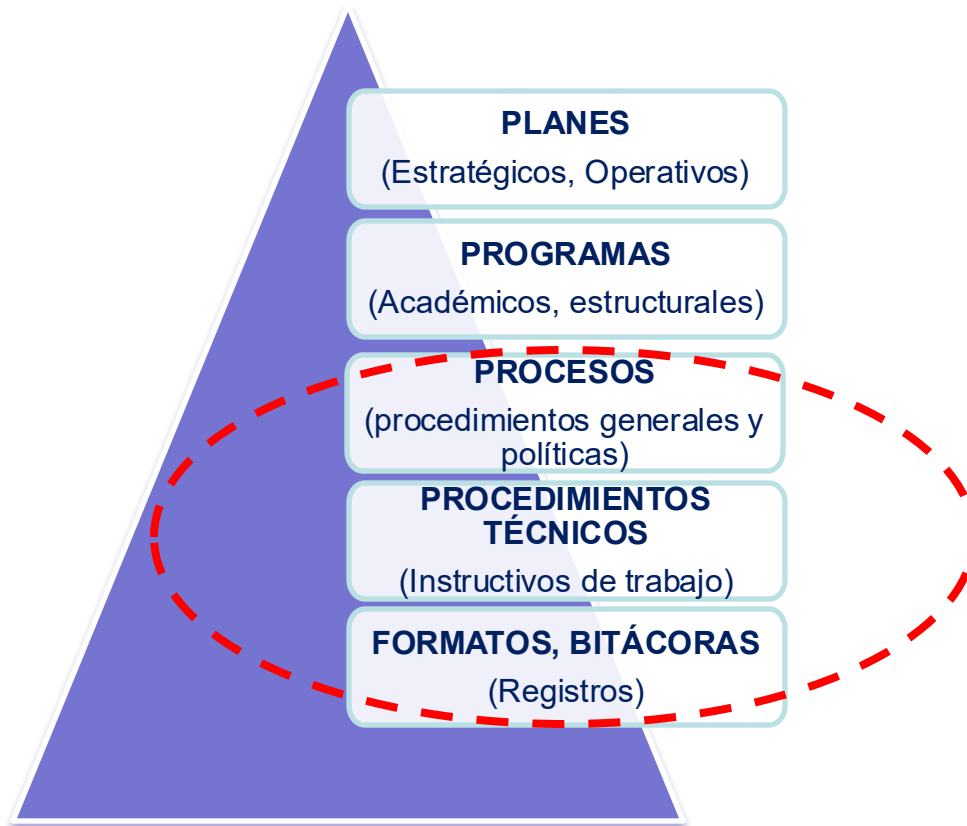 PLANES
(Estratégicos, Operativos)
PROGRAMAS
(Académicos, estructurales)
PROCESOS
(procedimientos generales y
políticas)
PROCEDIMIENTOS
TÉCNICOS
(Instructivos de trabajo)
FORMATOS, BITÁCORAS
(Registros)